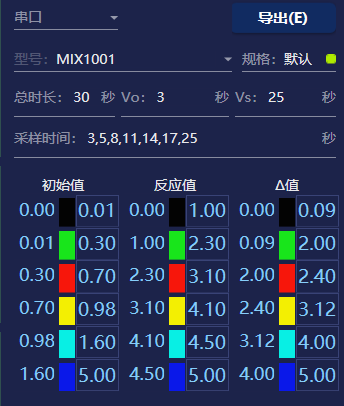 串口 导出(E)
型号: MIX1001 规格: 默认
总时长: 30 秒 Vo: 3 秒 Vs: 25 秒
采样时间: 3,5,8,11,14,17,25 秒
初始值 反应值 Δ值
0.00 0.01 0.00 1.00 0.00 0.09
0.01 0.30 1.00 2.30 0.09 2.00
0.30 0.70 2.30 3.10 2.00 2.40
0.70 0.98 3.10 4.10 2.40 3.12
0.98 1.60 4.10 4.50 3.12 4.00
1.60 5.00 4.50 5.00 4.00 5.00